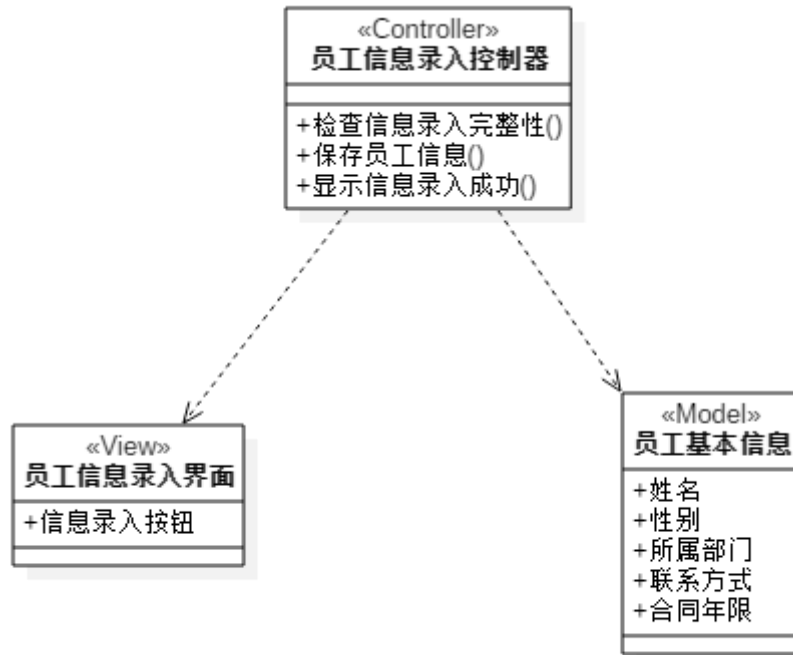 «Controller»
员工信息录入控制器
+检查信息录入完整性()
+保存员工信息()
+显示信息录入成功()
«View»
员工信息录入界面
+信息录入按钮
«Model»
员工基本信息
+姓名
+性别
+所属部门
+联系方式
+合同年限